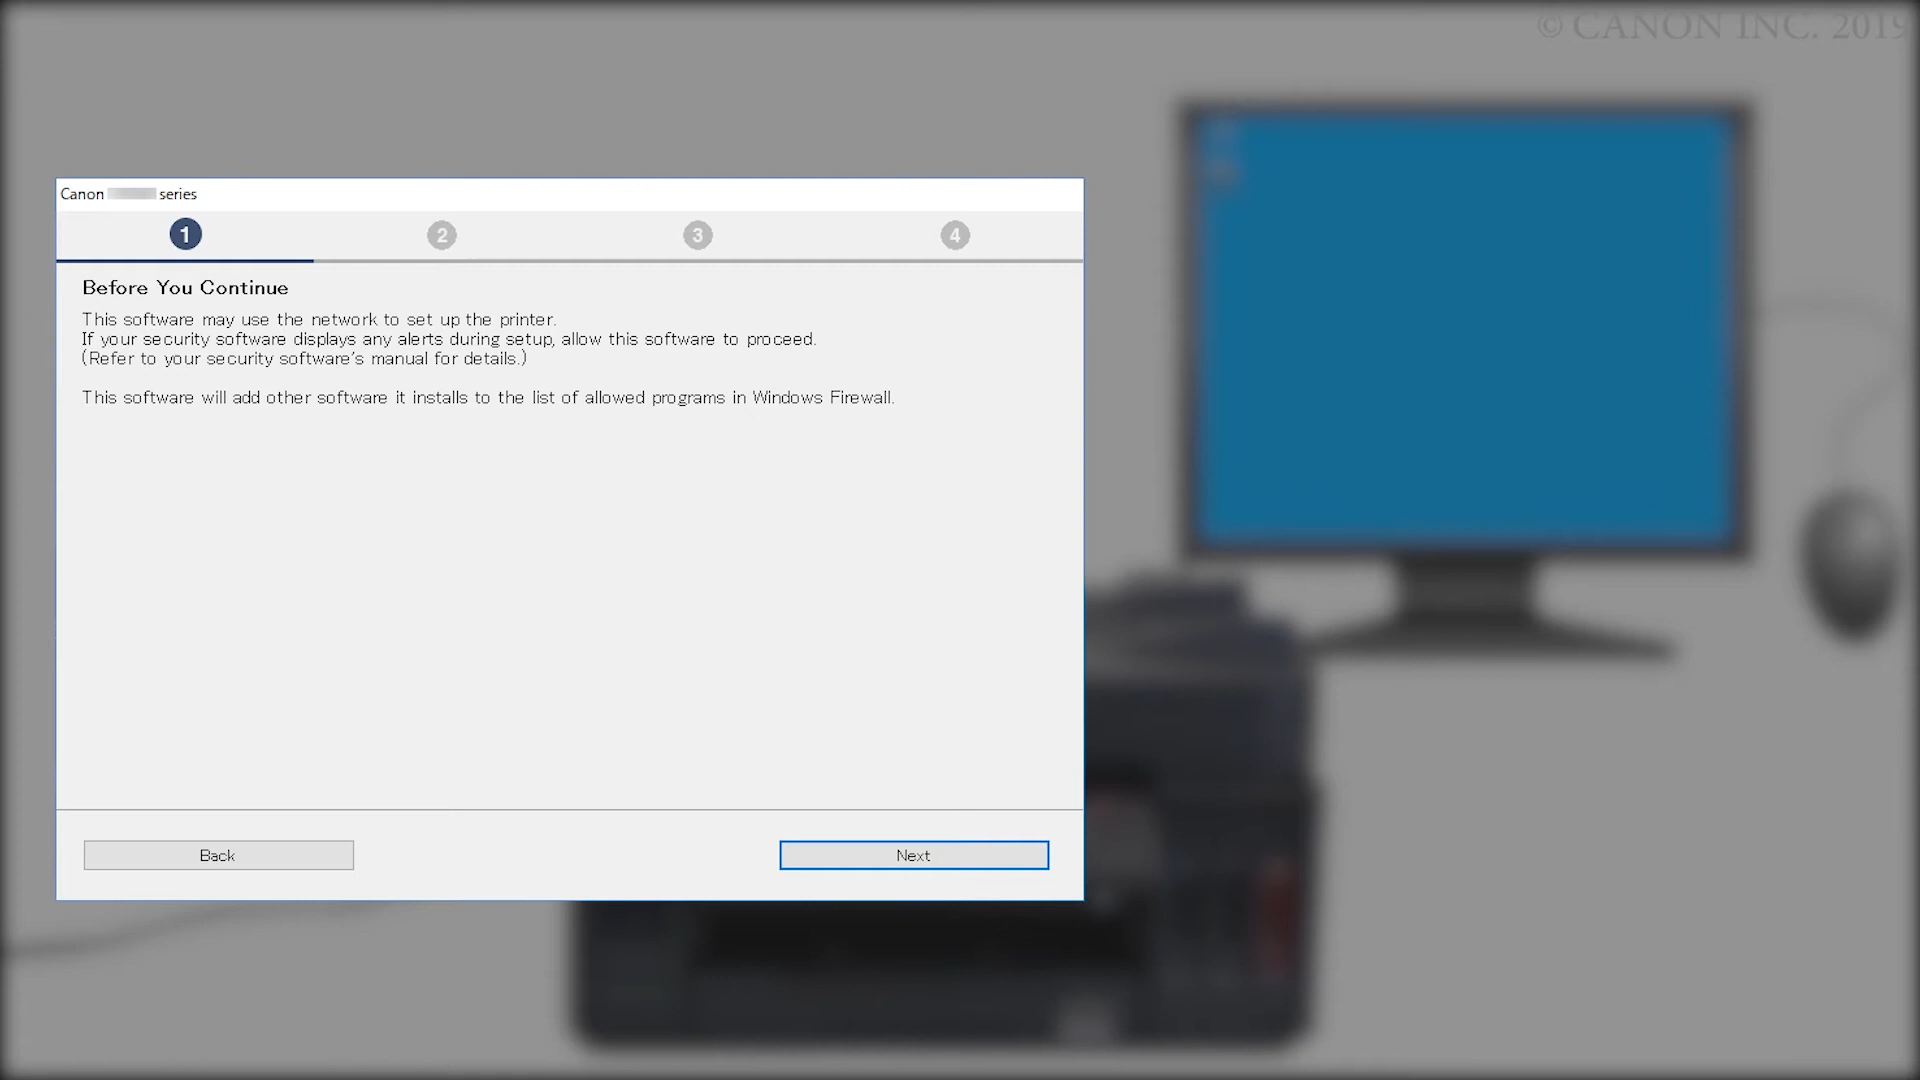 © CANON INC. 2019
Canon series
1 2 3 4
Before You Continue
This software may use the network to set up the printer.
If your security software displays any alerts during setup, allow this software to proceed.
(Refer to your security software's manual for details.)
This software will add other software it installs to the list of allowed programs in Windows Firewall.
Back Next